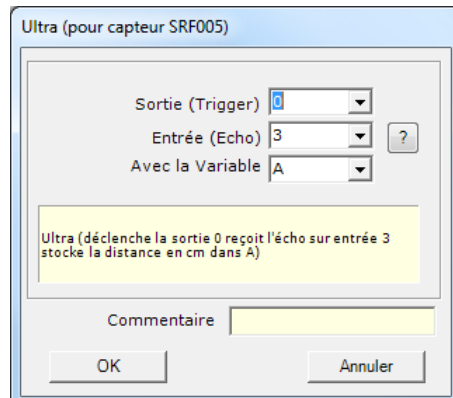 Ultra (pour capteur SRF005)
Sortie (Trigger) 0
Entrée (Echo) 3 ?
Avec la Variable A
Ultra (déclenche la sortie 0 reçoit l'écho sur entrée 3
stocke la distance en cm dans A)
Commentaire
OK Annuler